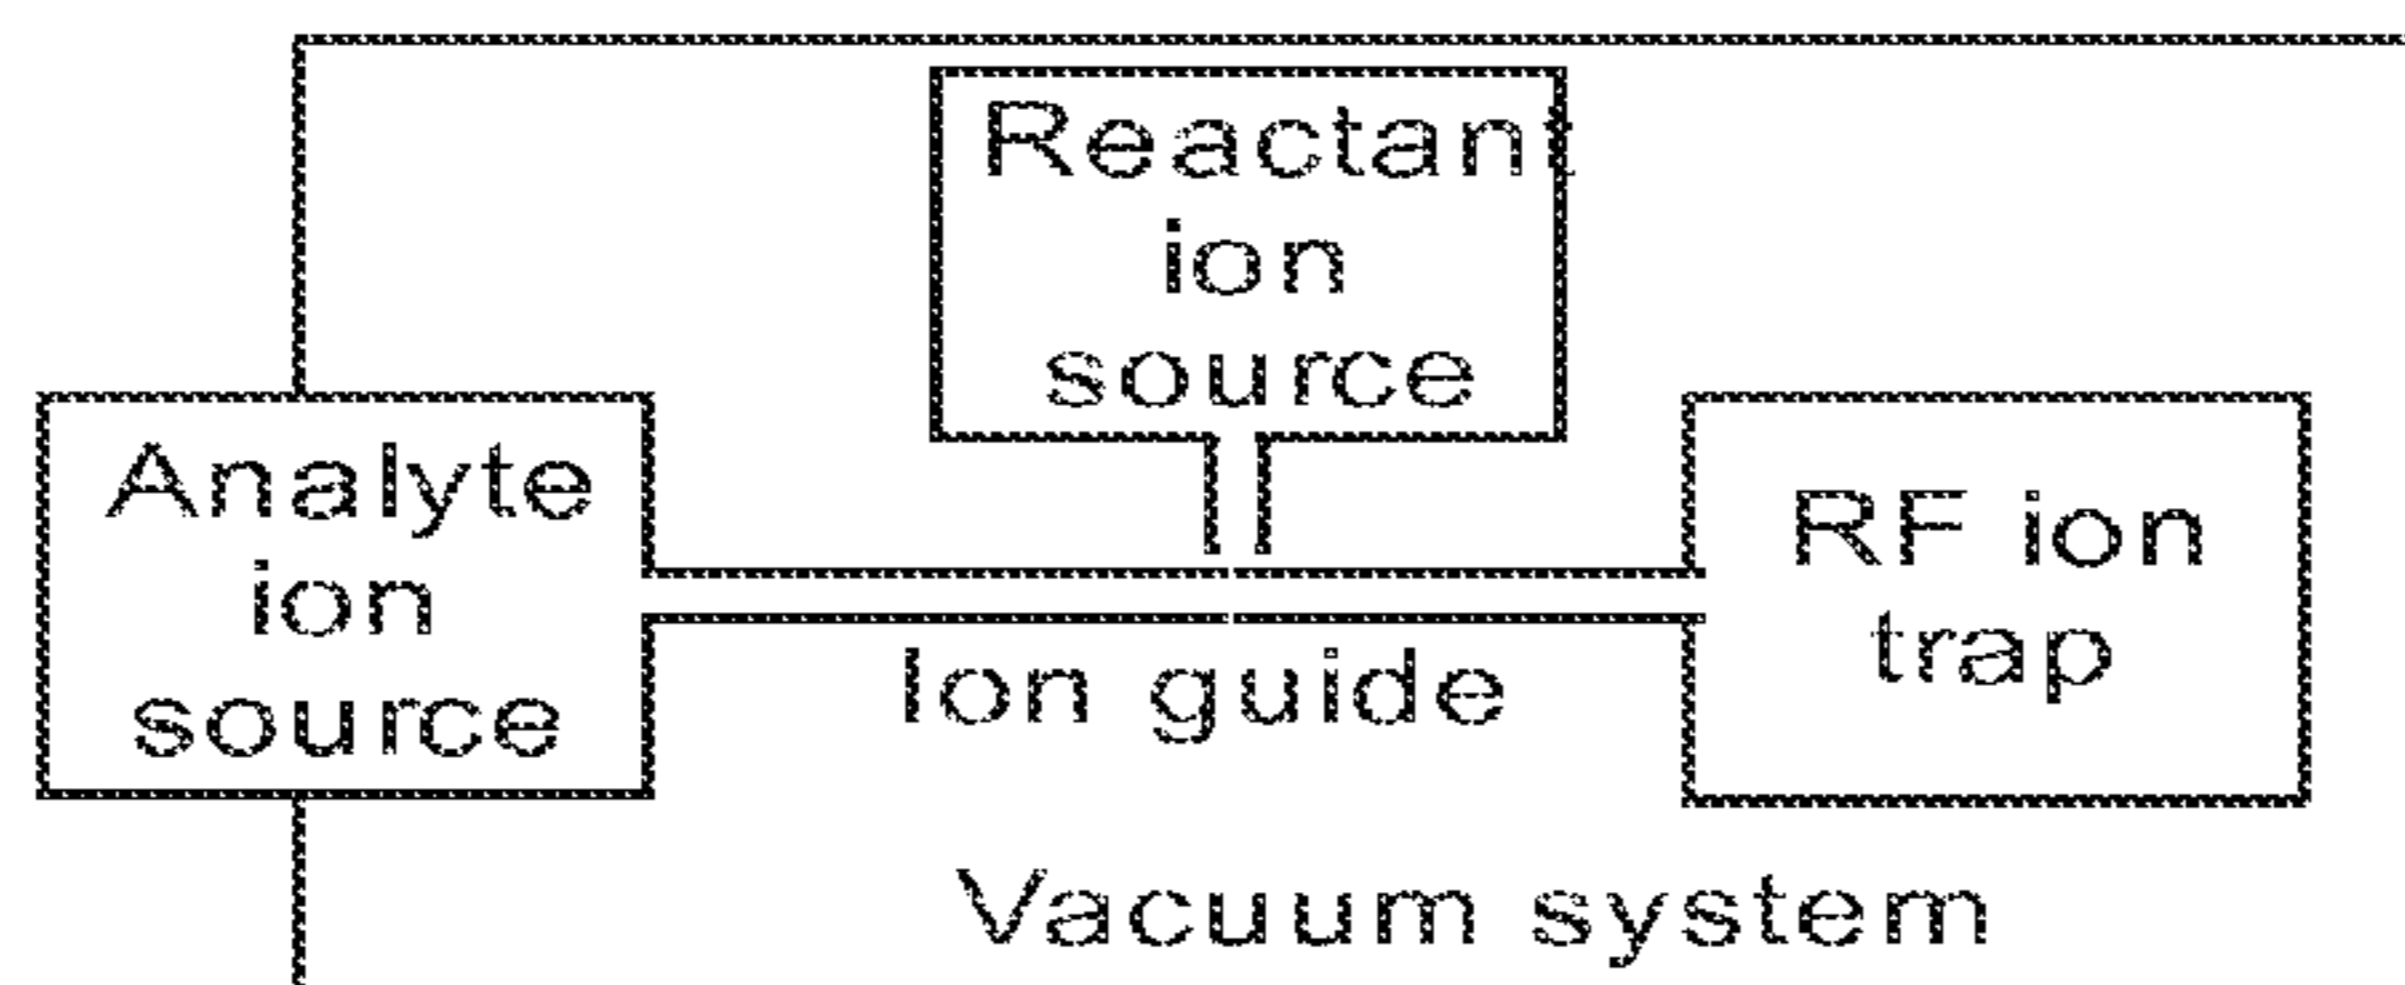 Reactant
ion
source
Analyte
ion
source
RF ion
trap
Ion guide
Vacuum system